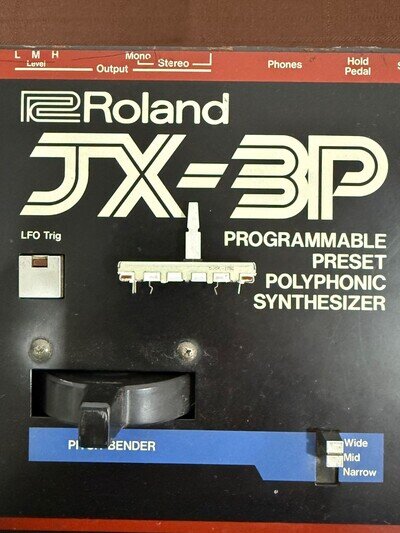 L M H
Level
Output
Mono
Stereo
Phones
Hold
Pedal
Roland
JX-3P
LFO Trig
PROGRAMMABLE
PRESET
POLYPHONIC
SYNTHESIZER
BENDER
Wide
Mid
Narrow